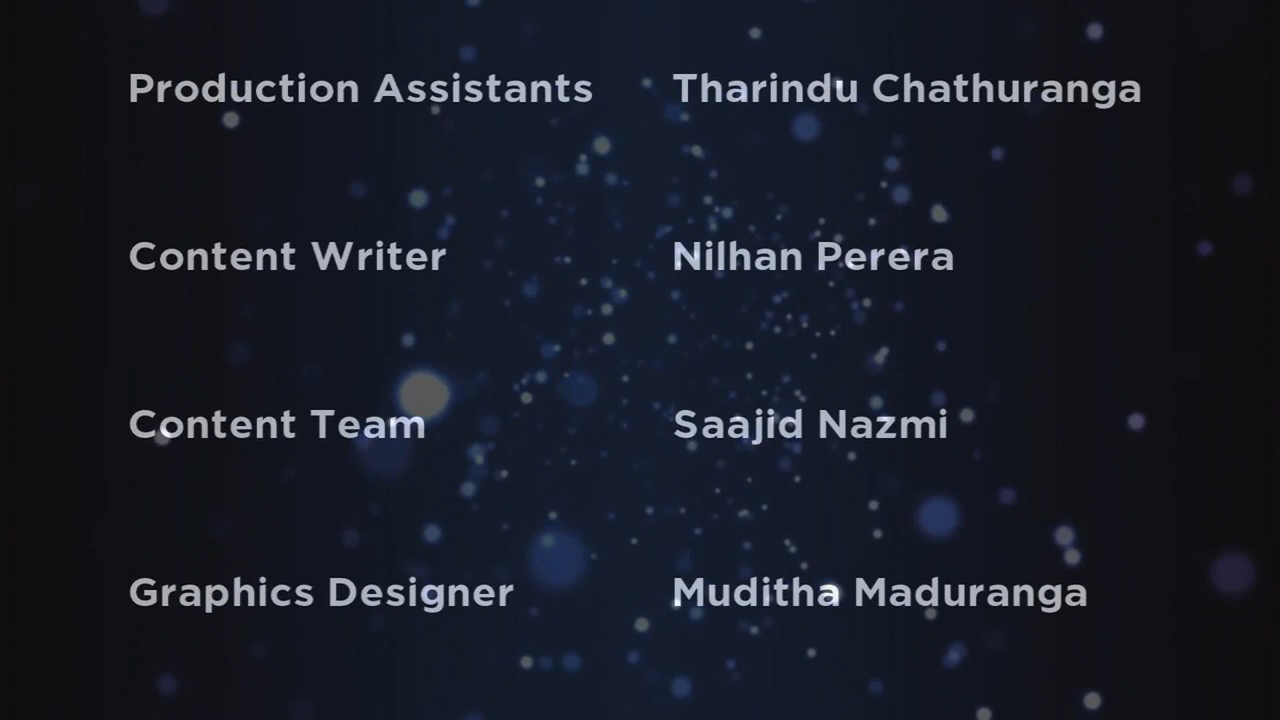 Production Assistants Tharindu Chathuranga
Content Writer Nilhan Perera
Content Team Saajid Nazmi
Graphics Designer Muditha Maduranga